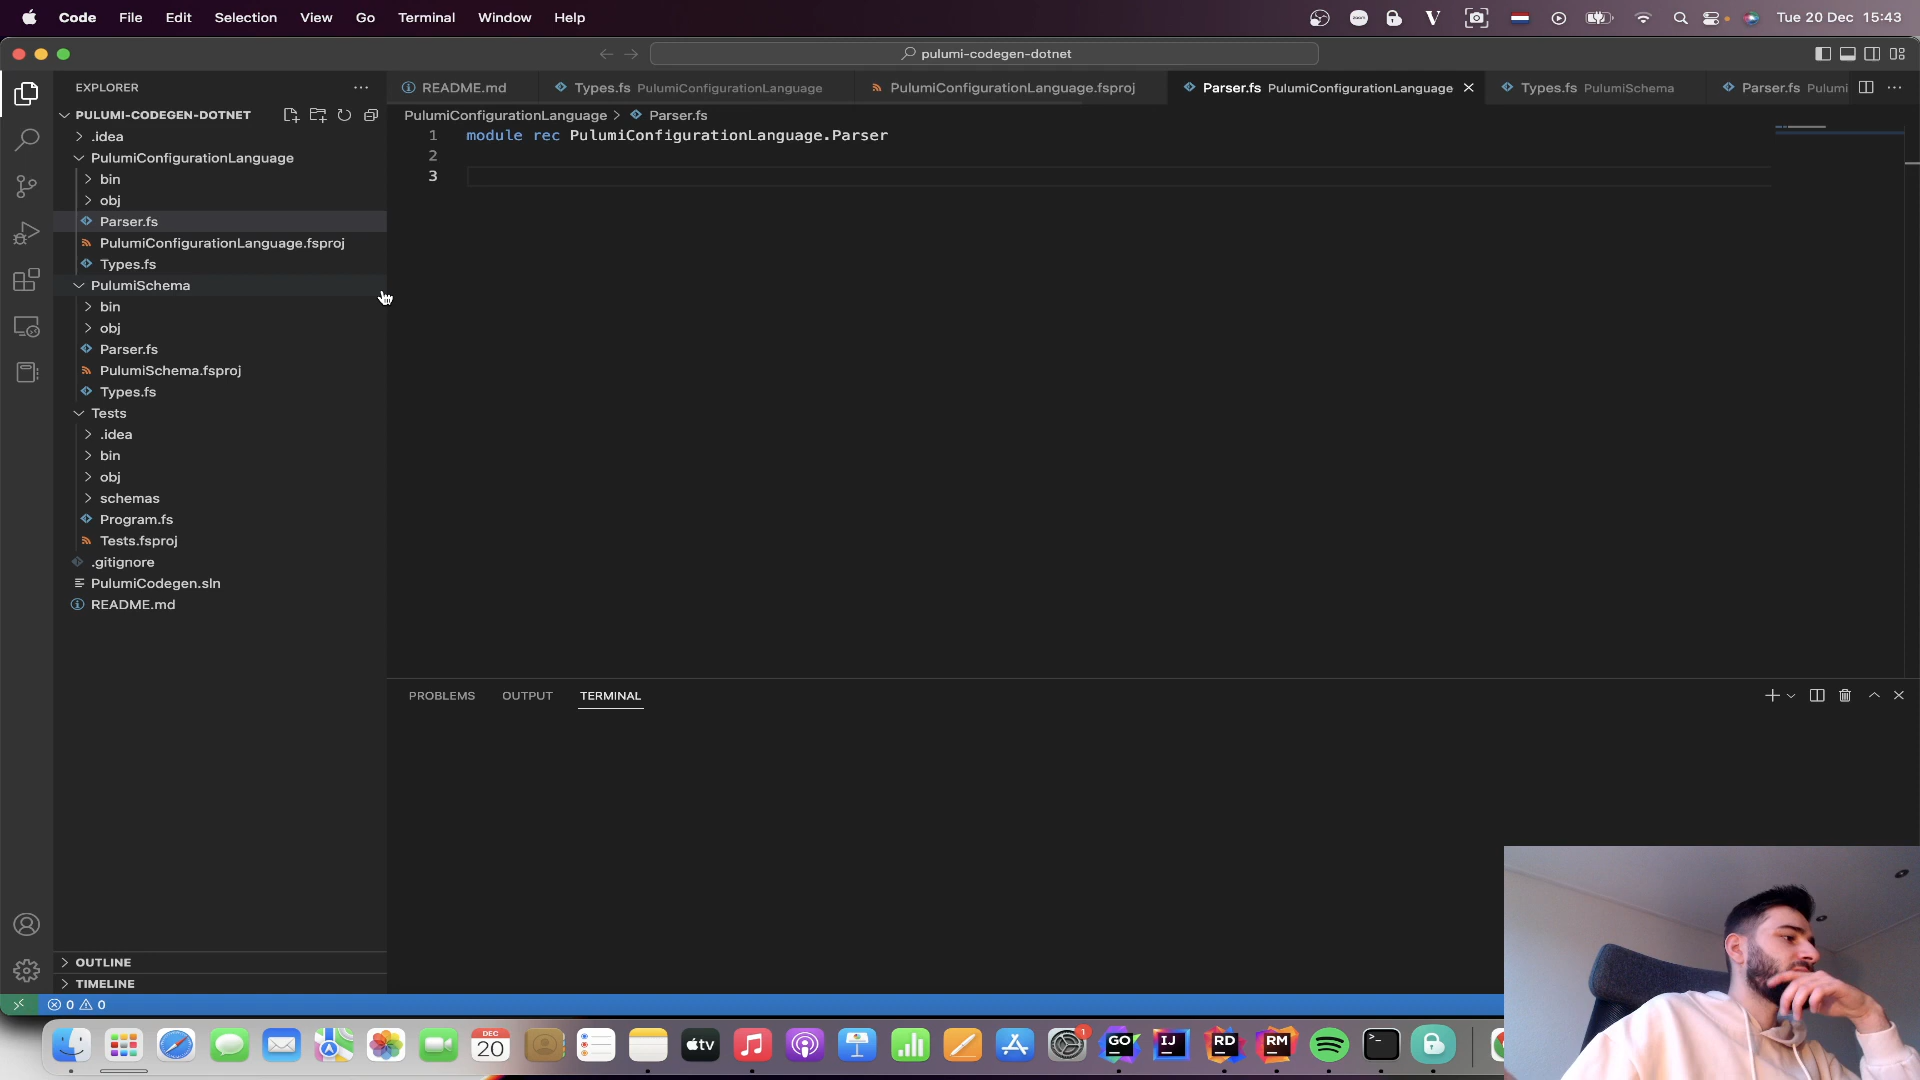 Code File Edit Selection View Go Terminal Window Help
zoom V Tue 20 Dec 15:43
pulumi-codegen-dotnet
EXPLORER
README.md Types.fs PulumiConfigurationLanguage PulumiConfigurationLanguage.fsproj Parser.fs PulumiConfigurationLanguage Types.fs PulumiSchema Parser.fs Pulumi
PULUMI-CODEGEN-DOTNET
PulumiConfigurationLanguage > Parser.fs
.idea
PulumiConfigurationLanguage
bin
obj
Parser.fs
PulumiConfigurationLanguage.fsproj
Types.fs
PulumiSchema
bin
obj
Parser.fs
PulumiSchema.fsproj
Types.fs
Tests
.idea
bin
obj
schemas
Program.fs
Tests.fsproj
.gitignore
PulumiCodegen.sln
README.md
OUTLINE
TIMELINE
1 module rec PulumiConfigurationLanguage.Parser
2
3
PROBLEMS OUTPUT TERMINAL
0 0
DEC
20
tv
1
GO
IJ
RD
RM